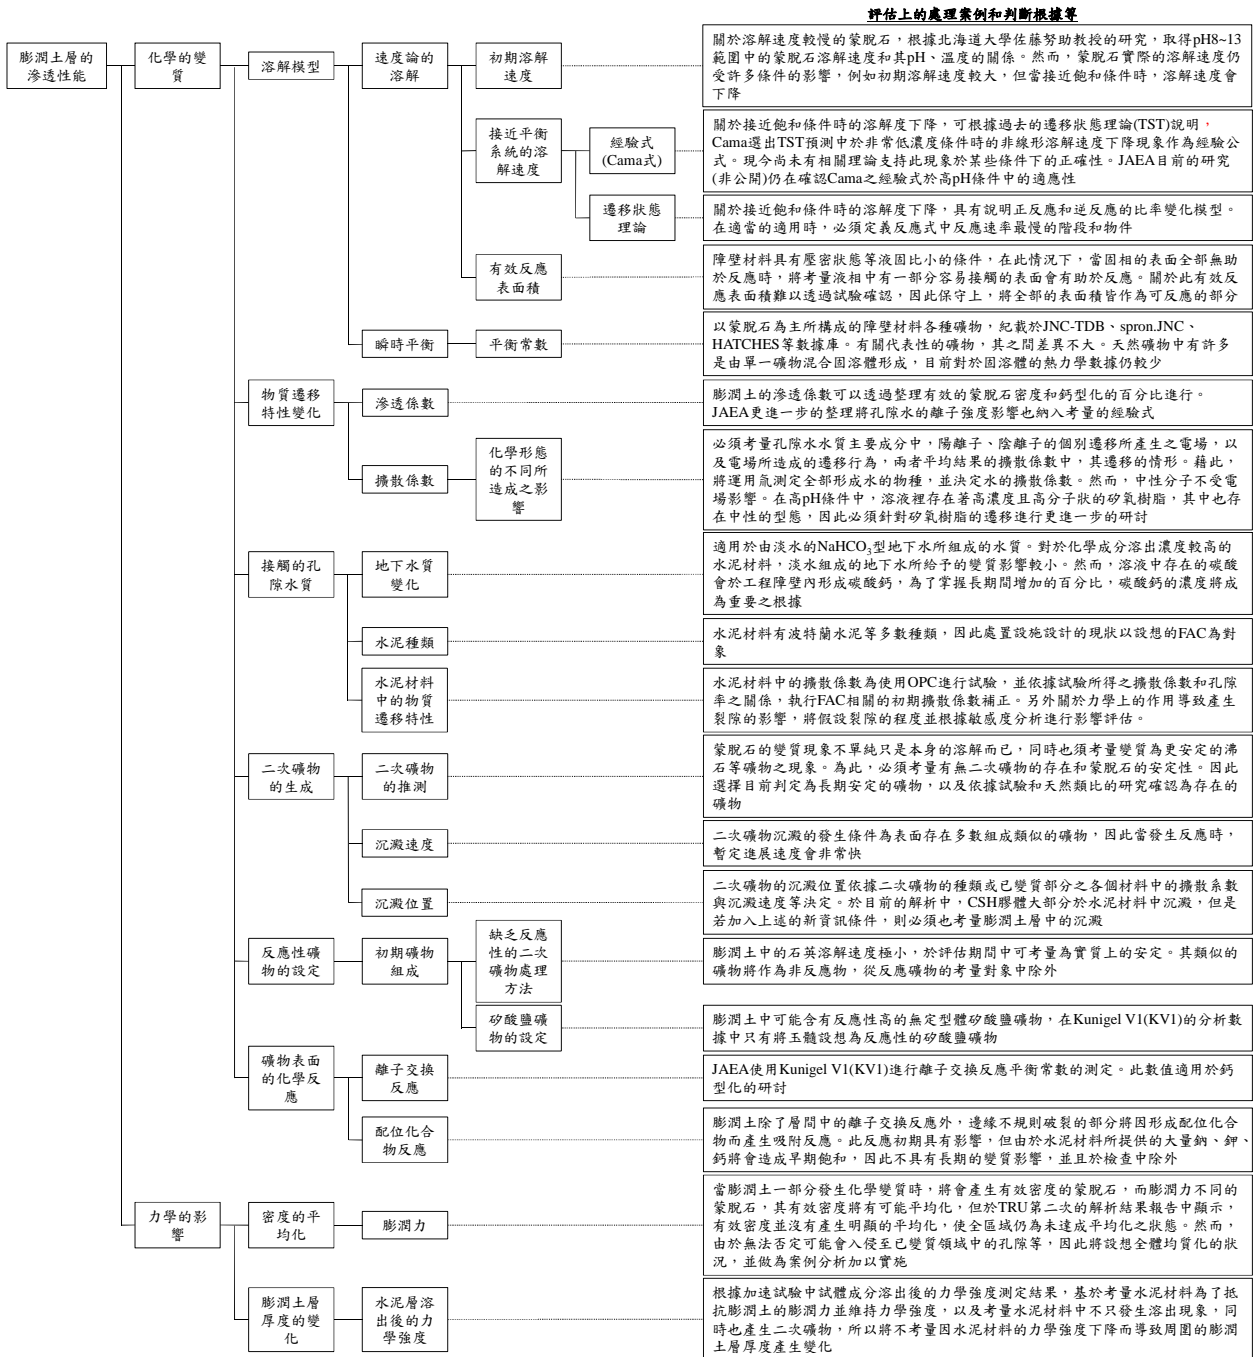 評估上的處理案例和判斷根據等
膨潤土層的
滲透性能
化學的變
質
溶解模型
速度論的
溶解
初期溶解
速度
關於溶解速度較慢的蒙脫石，根據北海道大學佐藤努助教授的研究，取得pH8~13
範圍中的蒙脫石溶解速度和其pH、溫度的關係。然而，蒙脫石實際的溶解速度仍
受許多條件的影響，例如初期溶解速度較大，但當接近飽和條件時，溶解速度會
下降
接近平衡
系統的溶
解速度
經驗式
(Cama式)
關於接近飽和條件時的溶解度下降，可根據過去的遷移狀態理論(TST)說明，
Cama選出TST預測中於非常低濃度條件時的非線形溶解速度下降現象作為經驗公
式。現今尚未有相關理論支持此現象於某些條件下的正確性。JAEA目前的研究
(非公開)仍在確認Cama之經驗式於高pH條件中的適應性
遷移狀態
理論
關於接近飽和條件時的溶解度下降，具有說明正反應和逆反應的比率變化模型。
在適當的適用時，必須定義反應式中反應速率最慢的階段和物件
有效反應
表面積
障壁材料具有壓密狀態等液固比小的條件，在此情況下，當固相的表面全部無助
於反應時，將考量液相中有一部分容易接觸的表面會有助於反應。關於此有效反
應表面積難以透過試驗確認，因此保守上，將全部的表面積皆作為可反應的部分
瞬時平衡
平衡常數
以蒙脫石為主所構成的障壁材料各種礦物，紀載於JNC-TDB、spron.JNC、
HATCHES等數據庫。有關代表性的礦物，其之間差異不大。天然礦物中有許多
是由單一礦物混合固溶體形成，目前對於固溶體的熱力學數據仍較少
物質遷移
特性變化
滲透係數
膨潤土的滲透係數可以透過整理有效的蒙脫石密度和鈣型化的百分比進行。
JAEA更進一步的整理將孔隙水的離子強度影響也納入考量的經驗式
擴散係數
化學形態
的不同所
造成之影
響
必須考量孔隙水水質主要成分中，陽離子、陰離子的個別遷移所產生之電場，以
及電場所造成的遷移行為，兩者平均結果的擴散係數中，其遷移的情形。藉此，
將運用氚測定全部形成水的物種，並決定水的擴散係數。然而，中性分子不受電
場影響。在高pH條件中，溶液裡存在著高濃度且高分子狀的矽氧樹脂，其中也存
在中性的型態，因此必須針對矽氧樹脂的遷移進行更進一步的研討
接觸的孔
隙水質
地下水質
變化
適用於由淡水的NaHCO3型地下水所組成的水質。對於化學成分溶出濃度較高的
水泥材料，淡水組成的地下水所給予的變質影響較小。然而，溶液中存在的碳酸
會於工程障壁內形成碳酸鈣，為了掌握長期間增加的百分比，碳酸鈣的濃度將成
為重要之根據
水泥種類
水泥材料有波特蘭水泥等多數種類，因此處置設施設計的現狀以設想的FAC為對
象
水泥材料
中的物質
遷移特性
水泥材料中的擴散係數為使用OPC進行試驗，並依據試驗所得之擴散係數和孔隙
率之關係，執行FAC相關的初期擴散係數補正。另外關於力學上的作用導致產生
裂隙的影響，將假設裂隙的程度並根據敏感度分析進行影響評估。
二次礦物
的生成
二次礦物
的推測
蒙脫石的變質現象不單純只是本身的溶解而已，同時也須考量變質為更安定的沸
石等礦物之現象。為此，必須考量有無二次礦物的存在和蒙脫石的安定性。因此
選擇目前判定為長期安定的礦物，以及依據試驗和天然類比的研究確認為存在的
礦物
沉澱速度
二次礦物沉澱的發生條件為表面存在多數組成類似的礦物，因此當發生反應時，
暫定進展速度會非常快
沉澱位置
二次礦物的沉澱位置依據二次礦物的種類或已變質部分之各個材料中的擴散系數
與沉澱速度等決定。於目前的解析中，CSH膠體大部分於水泥材料中沉澱，但是
若加入上述的新資訊條件，則必須也考量膨潤土層中的沉澱
反應性礦
物的設定
初期礦物
組成
缺乏反應
性的二次
礦物處理
方法
膨潤土中的石英溶解速度極小，於評估期間中可考量為實質上的安定。其類似的
礦物將作為非反應物，從反應礦物的考量對象中除外
矽酸鹽礦
物的設定
膨潤土中可能含有反應性高的無定型體矽酸鹽礦物，在Kunigel V1(KV1)的分析數
據中只有將玉髓設想為反應性的矽酸鹽礦物
礦物表面
的化學反
應
離子交換
反應
JAEA使用Kunigel V1(KV1)進行離子交換反應平衡常數的測定。此數值適用於鈣
型化的研討
配位化合
物反應
膨潤土除了層間中的離子交換反應外，邊緣不規則破裂的部分將因形成配位化合
物而產生吸附反應。此反應初期具有影響，但由於水泥材料所提供的大量鈉、鉀、
鈣將會造成早期飽和，因此不具有長期的變質影響，並且於檢查中除外
力學的影
響
密度的平
均化
膨潤力
當膨潤土一部分發生化學變質時，將會產生有效密度的蒙脫石，而膨潤力不同的
蒙脫石，其有效密度將有可能平均化，但於TRU第二次的解析結果報告中顯示，
有效密度並沒有產生明顯的平均化，使全區域仍為未達成平均化之狀態。然而，
由於無法否定可能會入侵至已變質領域中的孔隙等，因此將設想全體均質化的狀
況，並做為案例分析加以實施
膨潤土層
厚度的變
化
水泥層溶
出後的力
學強度
根據加速試驗中試體成分溶出後的力學強度測定結果，基於考量水泥材料為了抵
抗膨潤土的膨潤力並維持力學強度，以及考量水泥材料中不只發生溶出現象，同
時也產生二次礦物，所以將不考量因水泥材料的力學強度下降而導致周圍的膨潤
土層厚度產生變化